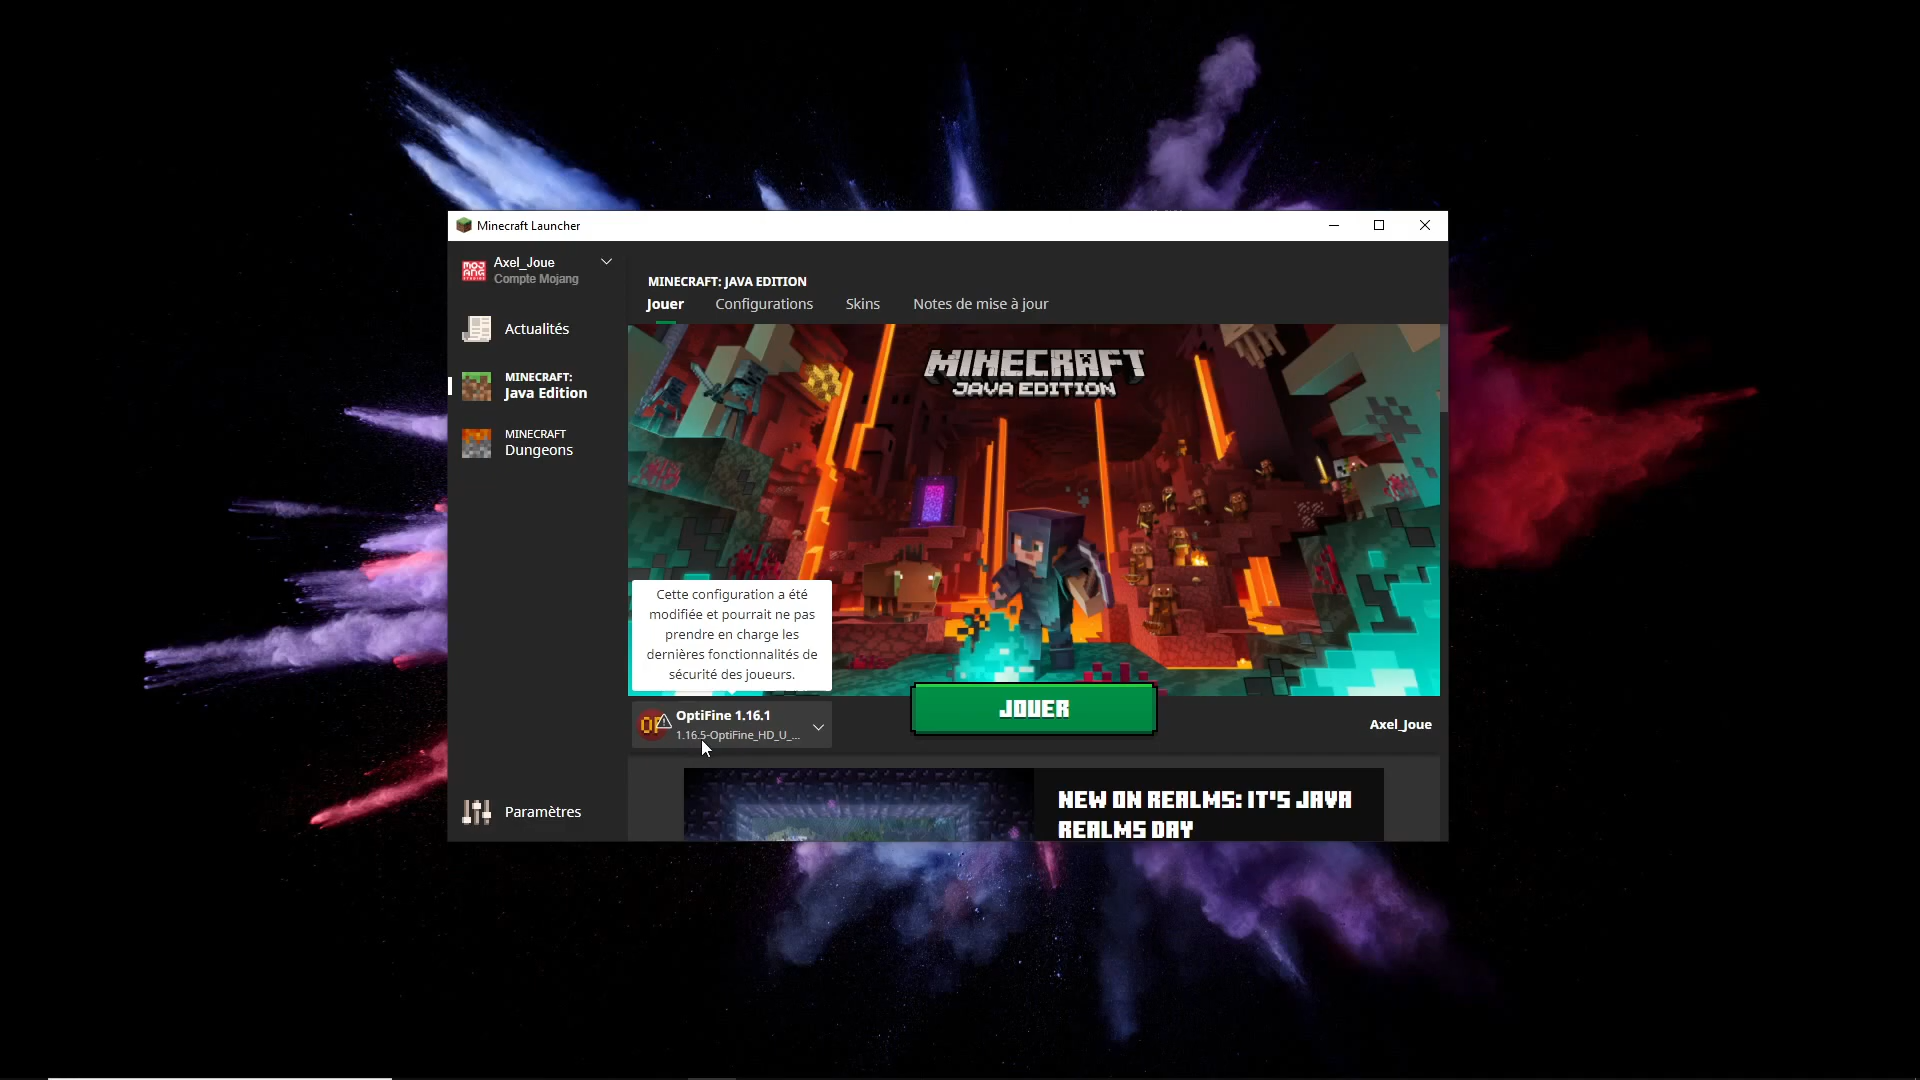 Minecraft Launcher
Axel_Joue
Compte Mojang
Actualités
MINECRAFT:
Java Edition
MINECRAFT
Dungeons
Paramètres
MINECRAFT: JAVA EDITION
Jouer Configurations Skins Notes de mise à jour
MINECRAFT
JAVA EDITION
Cette configuration a été
modifiée et pourrait ne pas
prendre en charge les
dernières fonctionnalités de
sécurité des joueurs.
OptiFine 1.16.1
1.16.5-OptiFine_HD_U_...
JOUER
Axel_Joue
NEW ON REALMS: IT'S JAVA
REALMS DAY
MOJANG
STUDIOS
OF